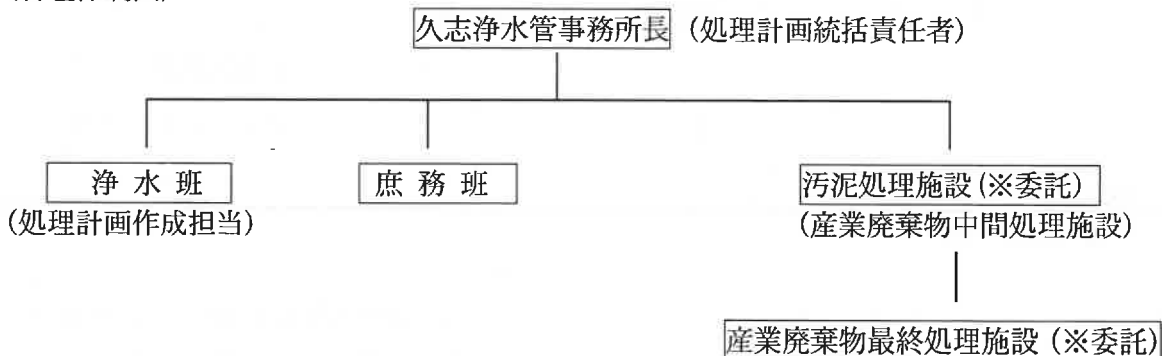 久志浄水管事務所長（処理計画統括責任者）
浄水班 庶務班 汚泥処理施設（※委託）
（処理計画作成担当） （産業廃棄物中間処理施設）
産業廃棄物最終処理施設（※委託）